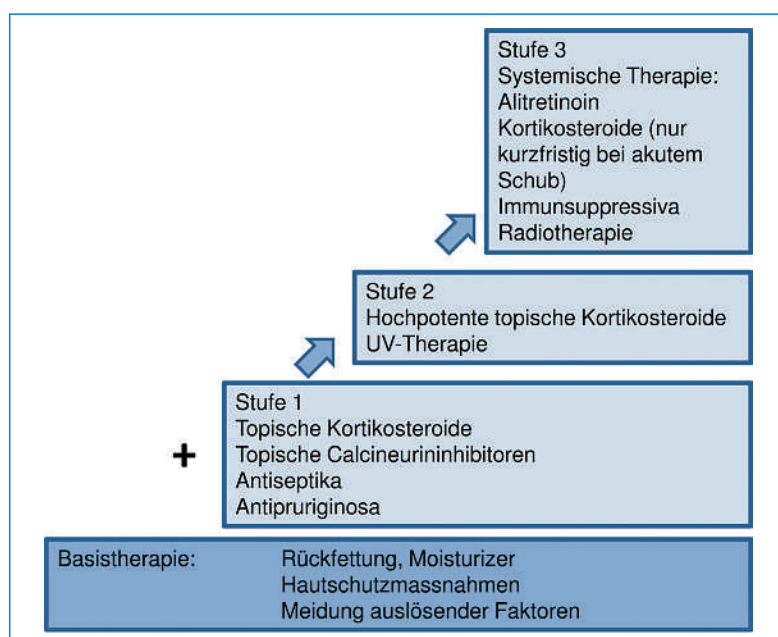 Stufe 3
Systemische Therapie:
Alitretinoin
Kortikosteroide (nur
kurzfristig bei akutem
Schub)
Immunsuppressiva
Radiotherapie
Stufe 2
Hochpotente topische Kortikosteroide
UV-Therapie
Stufe 1
Topische Kortikosteroide
Topische Calcineurininhibitoren
Antiseptika
Antipruriginosa
+
Basistherapie: Rückfettung, Moisturizer
Hautschutzmassnahmen
Meidung auslösender Faktoren